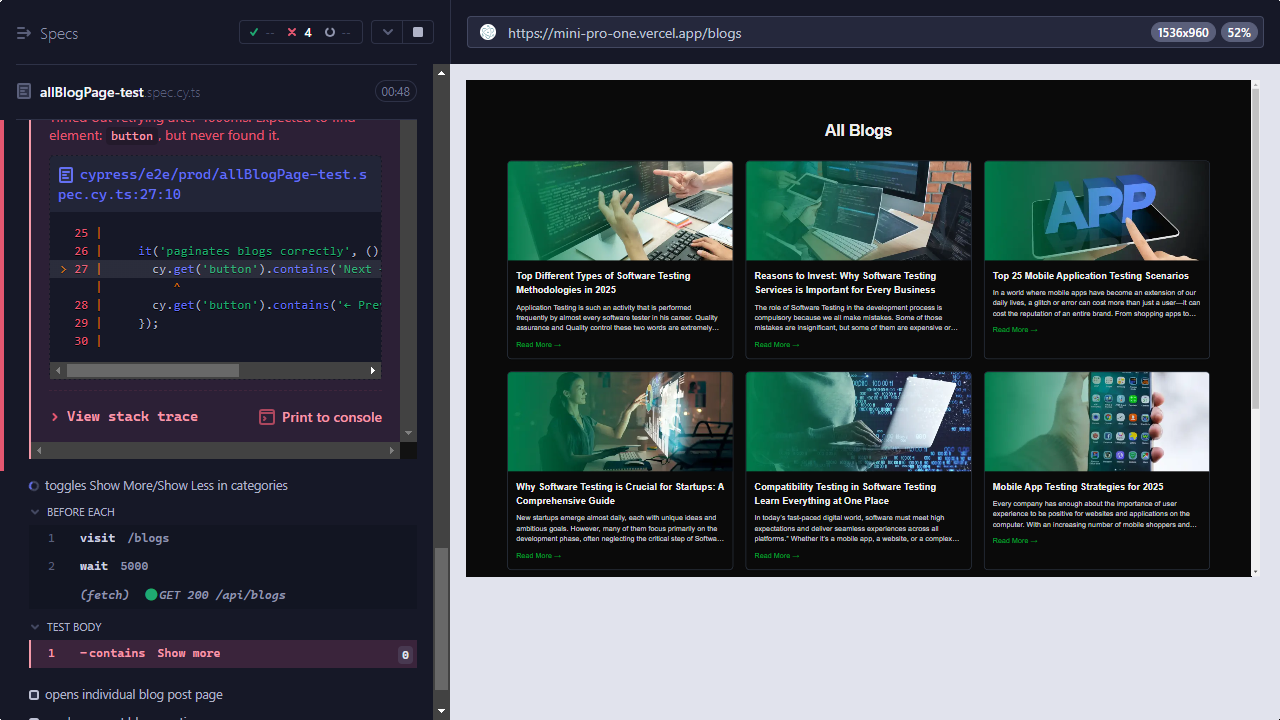 Specs
-- 4 --
allBlogPage-test.spec.cy.ts
00:48
element: button, but never found it.
cypress/e2e/prod/allBlogPage-test.s
pec.cy.ts:27:10
25 |
26 | it('paginates blogs correctly', ()
> 27 | cy.get('button').contains('Next
| ^
28 | cy.get('button').contains('← Pre
29 | });
30 |
> View stack trace
Print to console
toggles Show More/Show Less in categories
BEFORE EACH
1 visit /blogs
2 wait 5000
(fetch) GET 200 /api/blogs
TEST BODY
1 -contains Show more 0
opens individual blog post page
https://mini-pro-one.vercel.app/blogs
1536x960
52%
All Blogs
Top Different Types of Software Testing
Methodologies in 2025
Application Testing is such an activity that is performed
frequently by almost every software tester in his career. Quality
assurance and Quality control these two words are extremely...
Read More →
Reasons to Invest: Why Software Testing
Services is Important for Every Business
The role of Software Testing in the development process is
compulsory because we all make mistakes. Some of those
mistakes are insignificant, but some of them are expensive or...
Read More →
APP
Top 25 Mobile Application Testing Scenarios
In a world where mobile apps have become an extension of our
daily lives, a glitch or error can cost more than just a user—it can
cost the reputation of an entire brand. From shopping apps to...
Read More →
Why Software Testing is Crucial for Startups: A
Comprehensive Guide
New startups emerge almost daily, each with unique ideas and
ambitious goals. However, many of them focus primarily on the
development phase, often neglecting the critical step of Softwa...
Read More →
Compatibility Testing in Software Testing
Learn Everything at One Place
In today's fast-paced digital world, software must meet high
expectations and deliver seamless experiences across all
platforms." Whether it's a mobile app, a website, or a complex...
Read More →
Mobile App Testing Strategies for 2025
Every company has enough about the importance of user
experience to be positive for websites and applications on the
computer. With an increasing number of mobile shoppers and...
Read More →